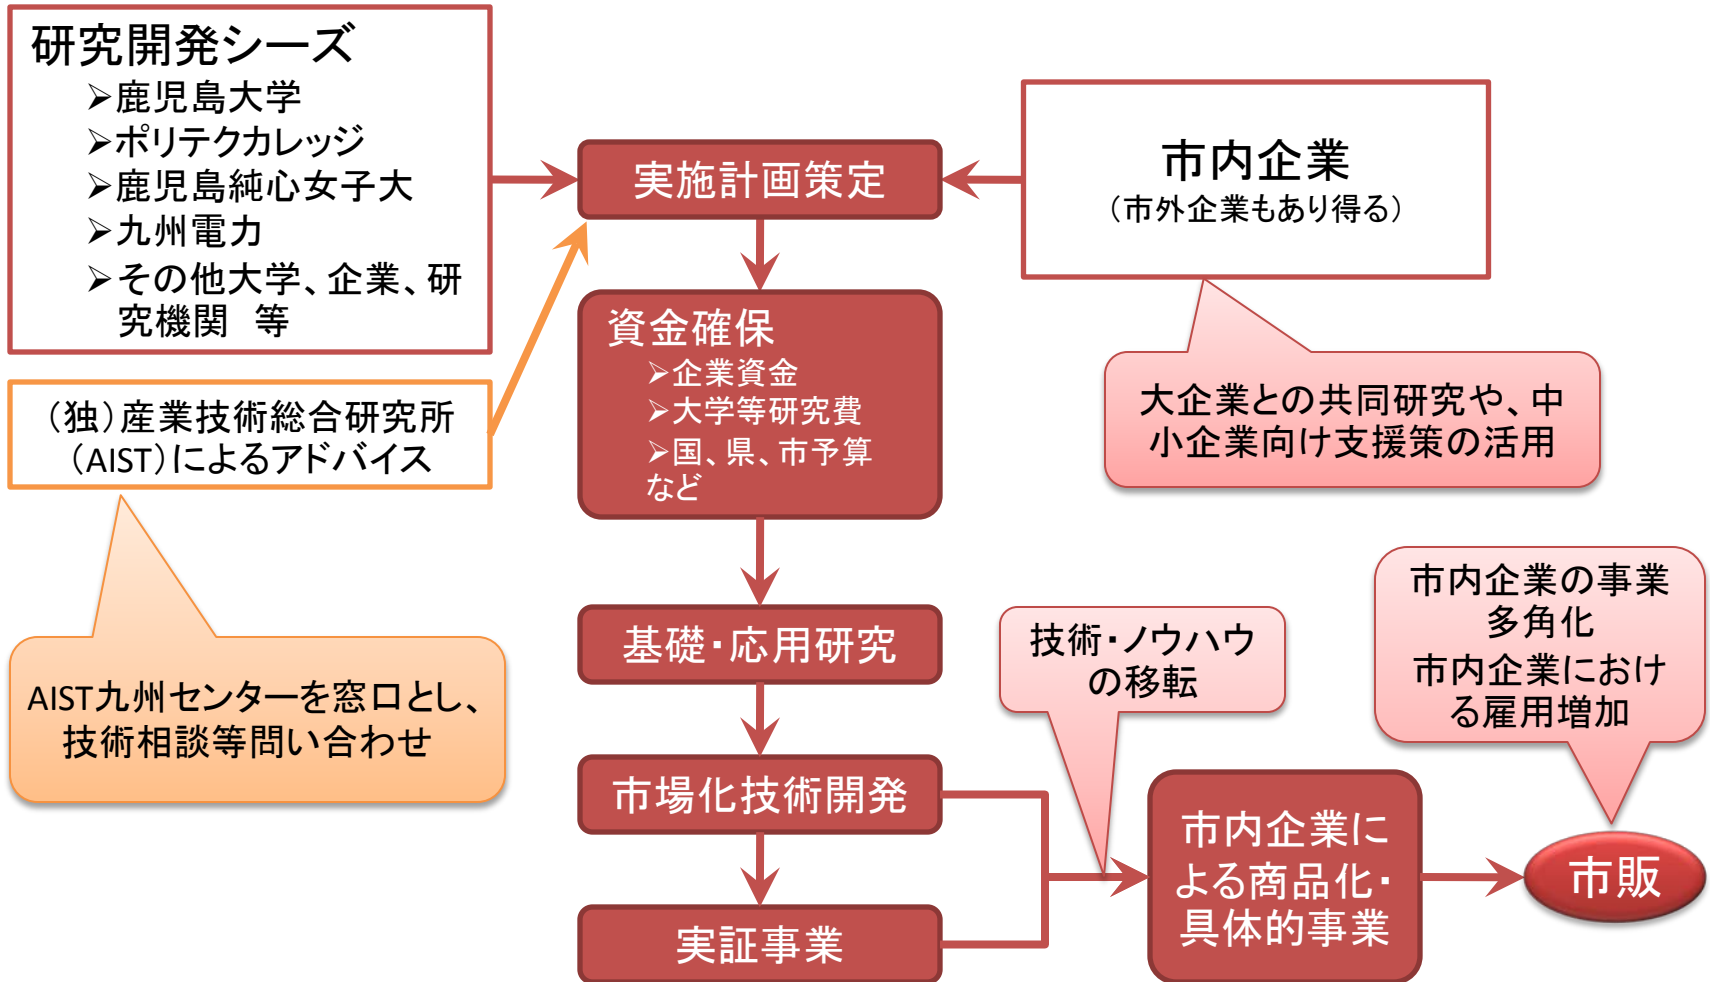 研究開発シーズ
➢鹿児島大学
➢ポリテクカレッジ
➢鹿児島純心女子大
➢九州電力
➢その他大学、企業、研
究機関　等
（独）産業技術総合研究所
（AIST）によるアドバイス
AIST九州センターを窓口とし、
技術相談等問い合わせ
実施計画策定
資金確保
➢企業資金
➢大学等研究費
➢国、県、市予算
など
基礎・応用研究
市場化技術開発
実証事業
市内企業
（市外企業もあり得る）
大企業との共同研究や、中
小企業向け支援策の活用
技術・ノウハウ
の移転
市内企業に
よる商品化・
具体的事業
市内企業の事業
多角化
市内企業におけ
る雇用増加
市販